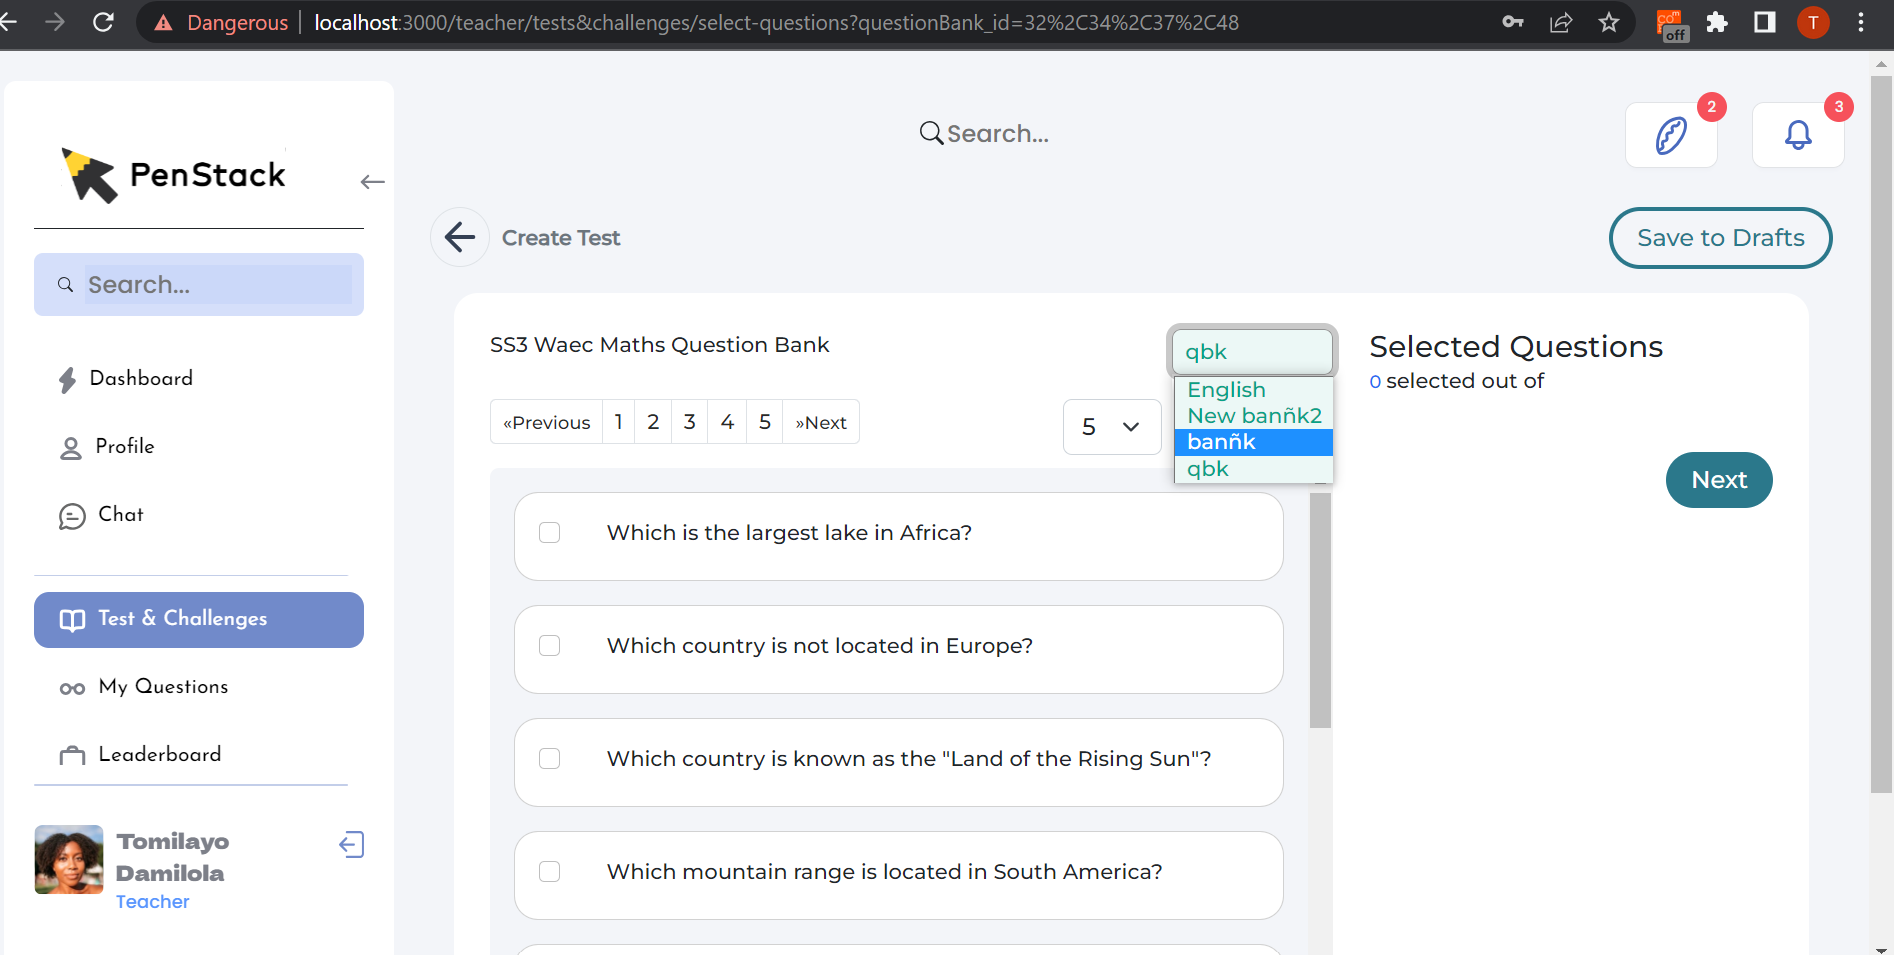 Dangerous
localhost:3000/teacher/tests&challenges/select-questions?questionBank_id=32%2C34%2C37%2C48
off
T
PenStack
Search...
Dashboard
Profile
Chat
Test & Challenges
My Questions
Leaderboard
Tomilayo
Damilola
Teacher
Search...
2
3
Create Test
Save to Drafts
SS3 Waec Maths Question Bank
qbk
English
New banñk2
banñk
qbk
«Previous 1 2 3 4 5 »Next
5
Which is the largest lake in Africa?
Which country is not located in Europe?
Which country is known as the "Land of the Rising Sun"?
Which mountain range is located in South America?
Selected Questions
0 selected out of
Next